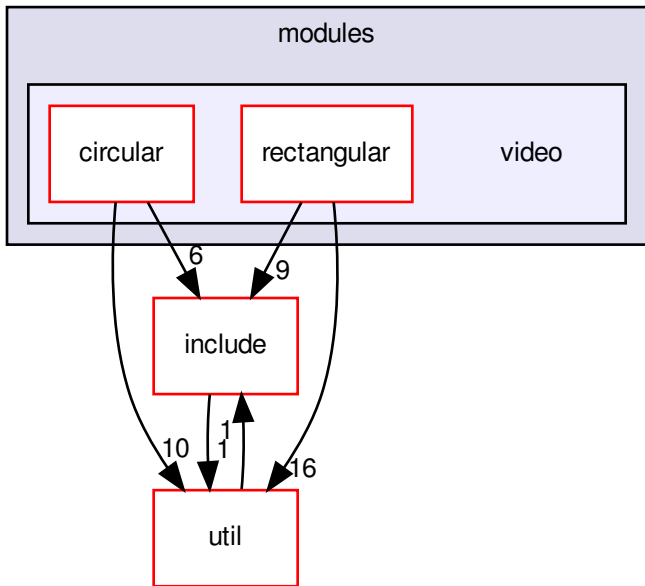 modules
circular
rectangular
video
6
9
include
1
1
10
16
util